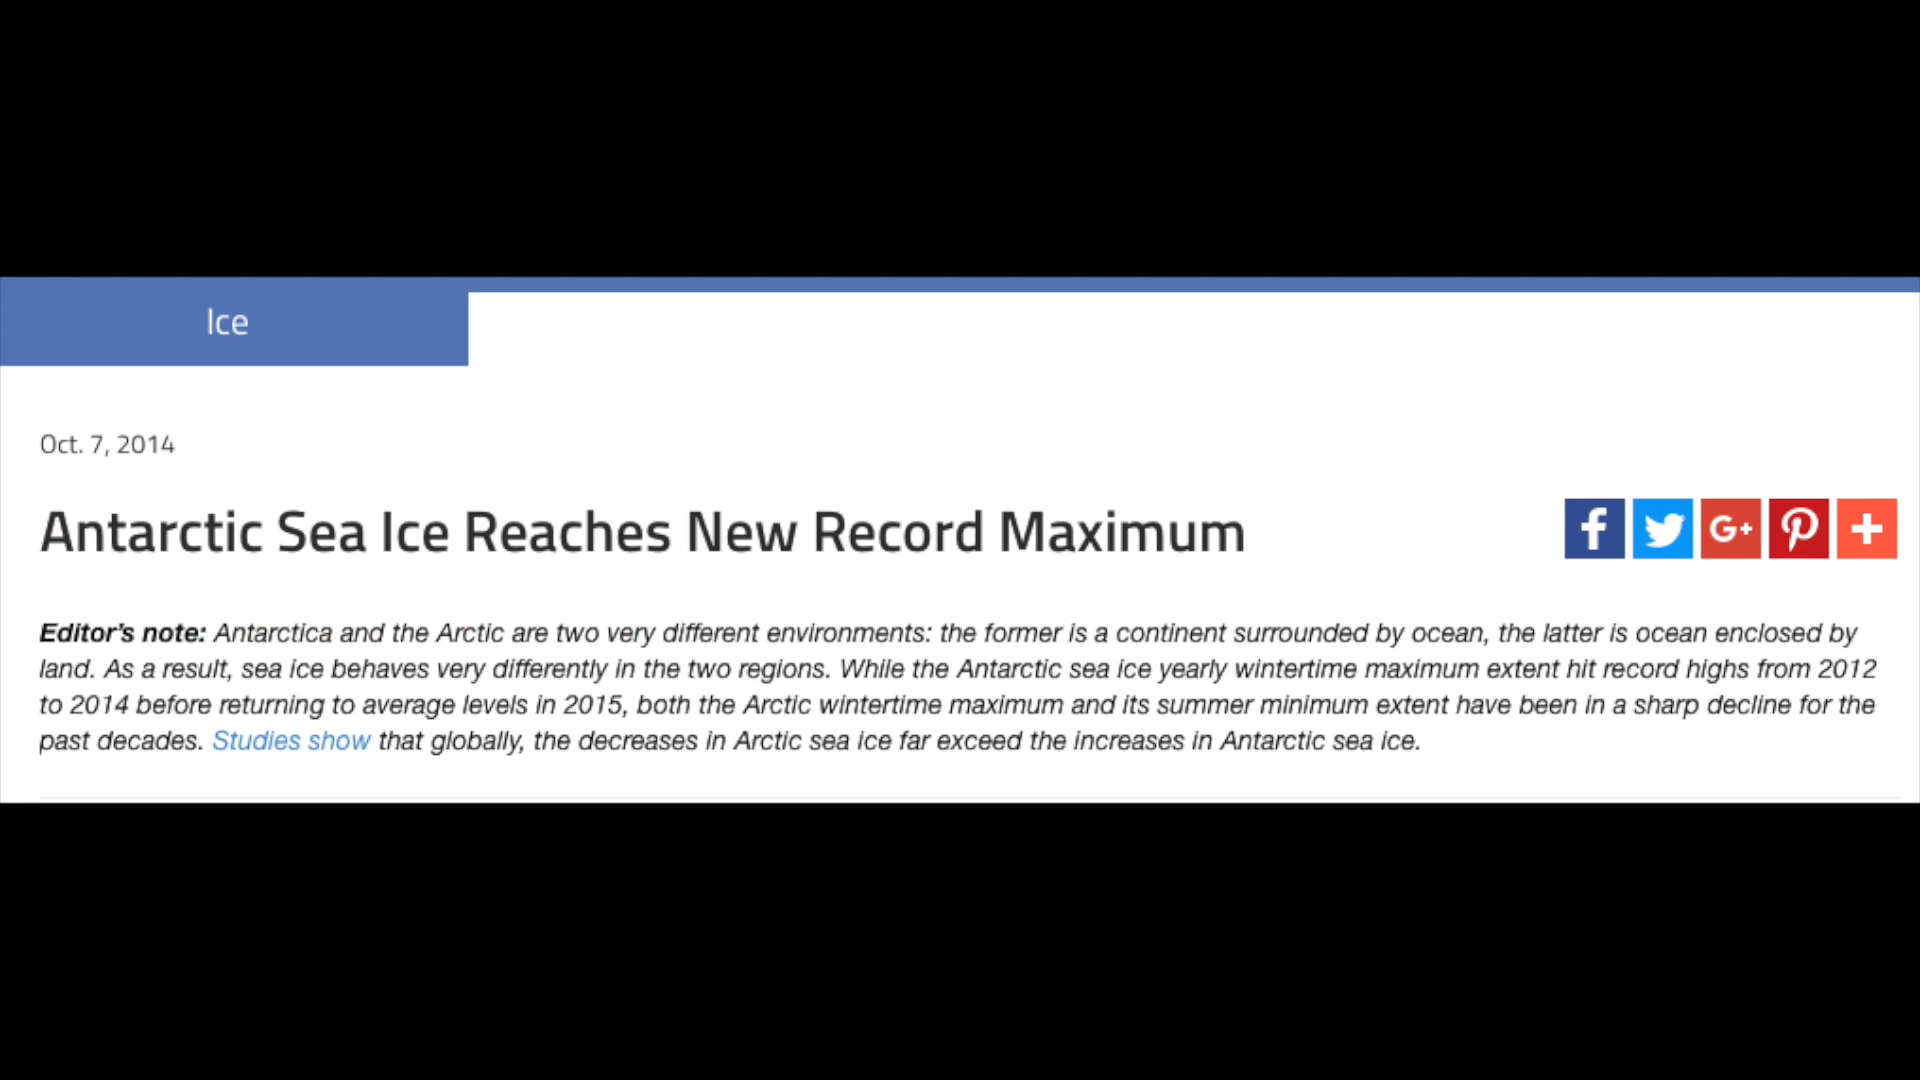 Ice
Oct. 7, 2014
Antarctic Sea Ice Reaches New Record Maximum
f G+ +
Editor's note: Antarctica and the Arctic are two very different environments: the former is a continent surrounded by ocean, the latter is ocean enclosed by
land. As a result, sea ice behaves very differently in the two regions. While the Antarctic sea ice yearly wintertime maximum extent hit record highs from 2012
to 2014 before returning to average levels in 2015, both the Arctic wintertime maximum and its summer minimum extent have been in a sharp decline for the
past decades. Studies show that globally, the decreases in Arctic sea ice far exceed the increases in Antarctic sea ice.